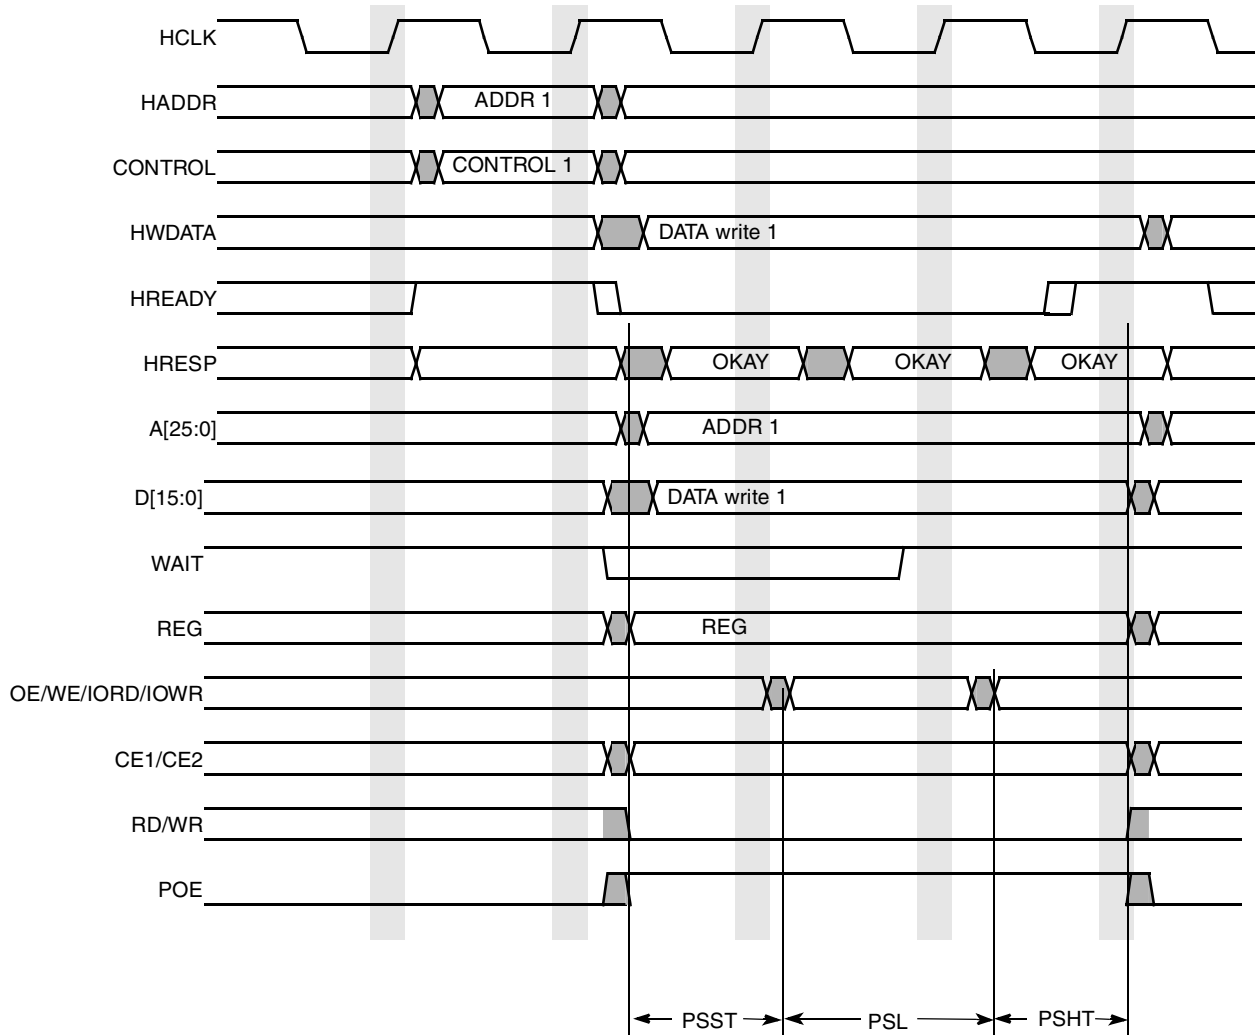 HCLK
HADDR
ADDR 1
CONTROL
CONTROL 1
HWDATA
DATA write 1
HREADY
HRESP
OKAY
OKAY
OKAY
A[25:0]
ADDR 1
D[15:0]
DATA write 1
WAIT
REG
REG
OE/WE/IORD/IOWR
CE1/CE2
RD/WR
POE
PSST
PSL
PSHT